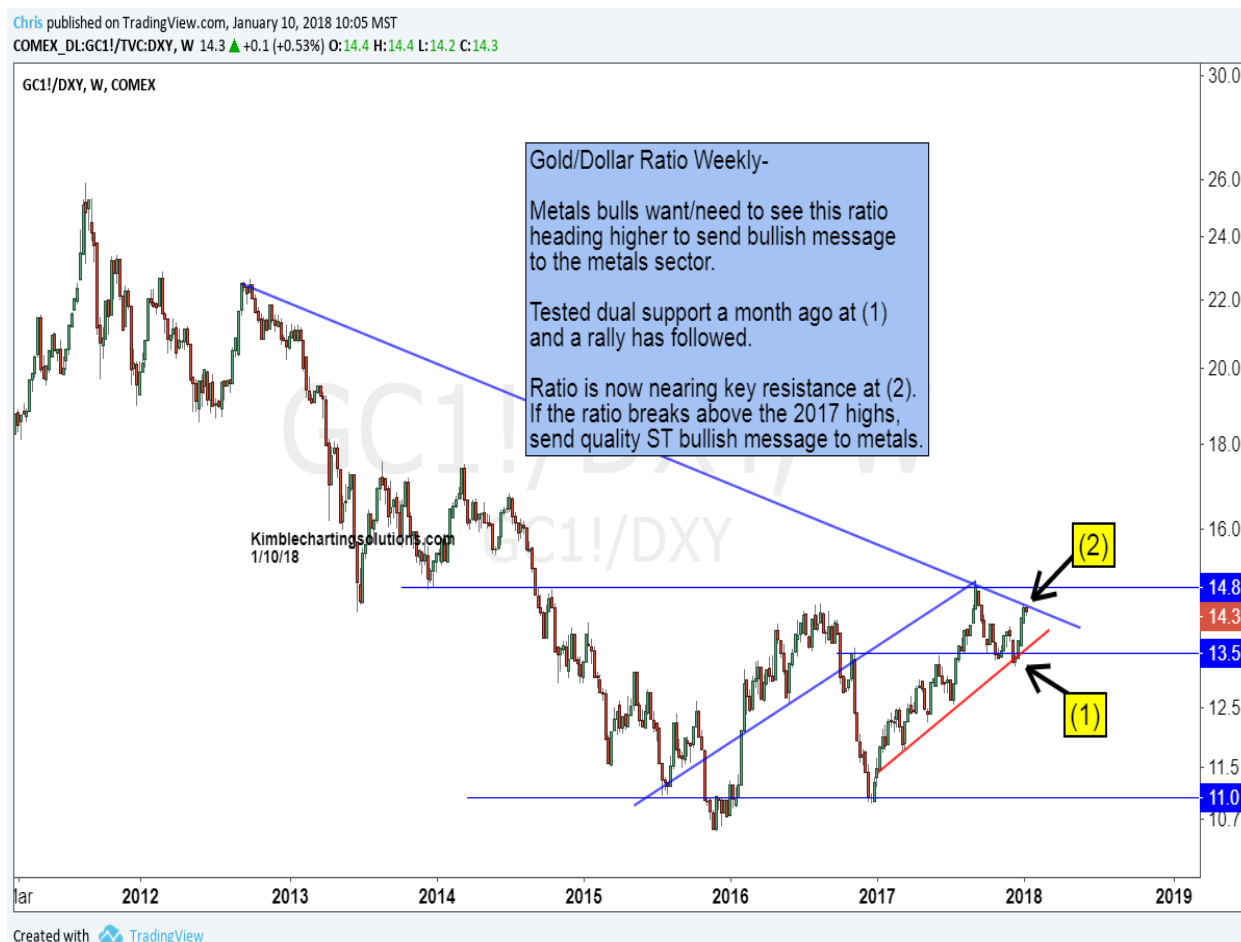 Chris published on TradingView.com, January 10, 2018 10:05 MST
COMEX_DL:GC1!/TVC:DXY, W 14.3 ▲ +0.1 (+0.53%) O:14.4 H:14.4 L:14.2 C:14.3
GC1!/DXY, W, COMEX
30.0
Gold/Dollar Ratio Weekly-
Metals bulls want/need to see this ratio
heading higher to send bullish message
to the metals sector.
Tested dual support a month ago at (1)
and a rally has followed.
Ratio is now nearing key resistance at (2).
If the ratio breaks above the 2017 highs,
send quality ST bullish message to metals.
26.0
24.0
22.0
20.0
18.0
GC1!/DXY, W
16.0
Kimblechartingsolutions.com
1/10/18
GC1!/DXY
(2)
14.8
14.3
13.5
12.5
(1)
11.5
11.0
10.7
2012 2013 2014 2015 2016 2017 2018 2019
Created with TradingView